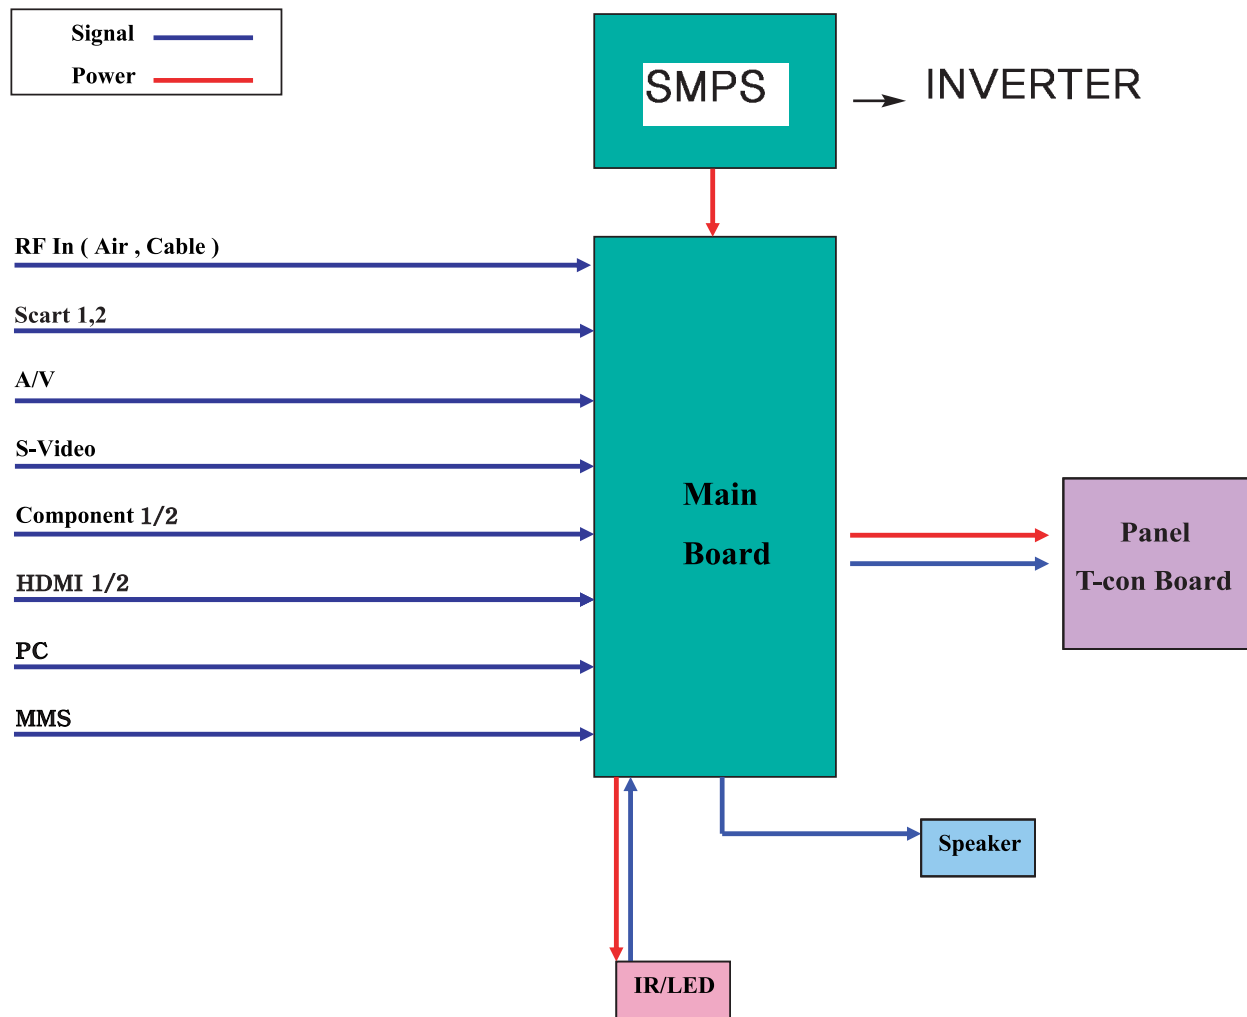 Signal
Power
SMPS
INVERTER
RF In ( Air , Cable )
Scart 1,2
A/V
S-Video
Component 1/2
HDMI 1/2
PC
MMS
Main
Board
Panel
T-con Board
Speaker
IR/LED